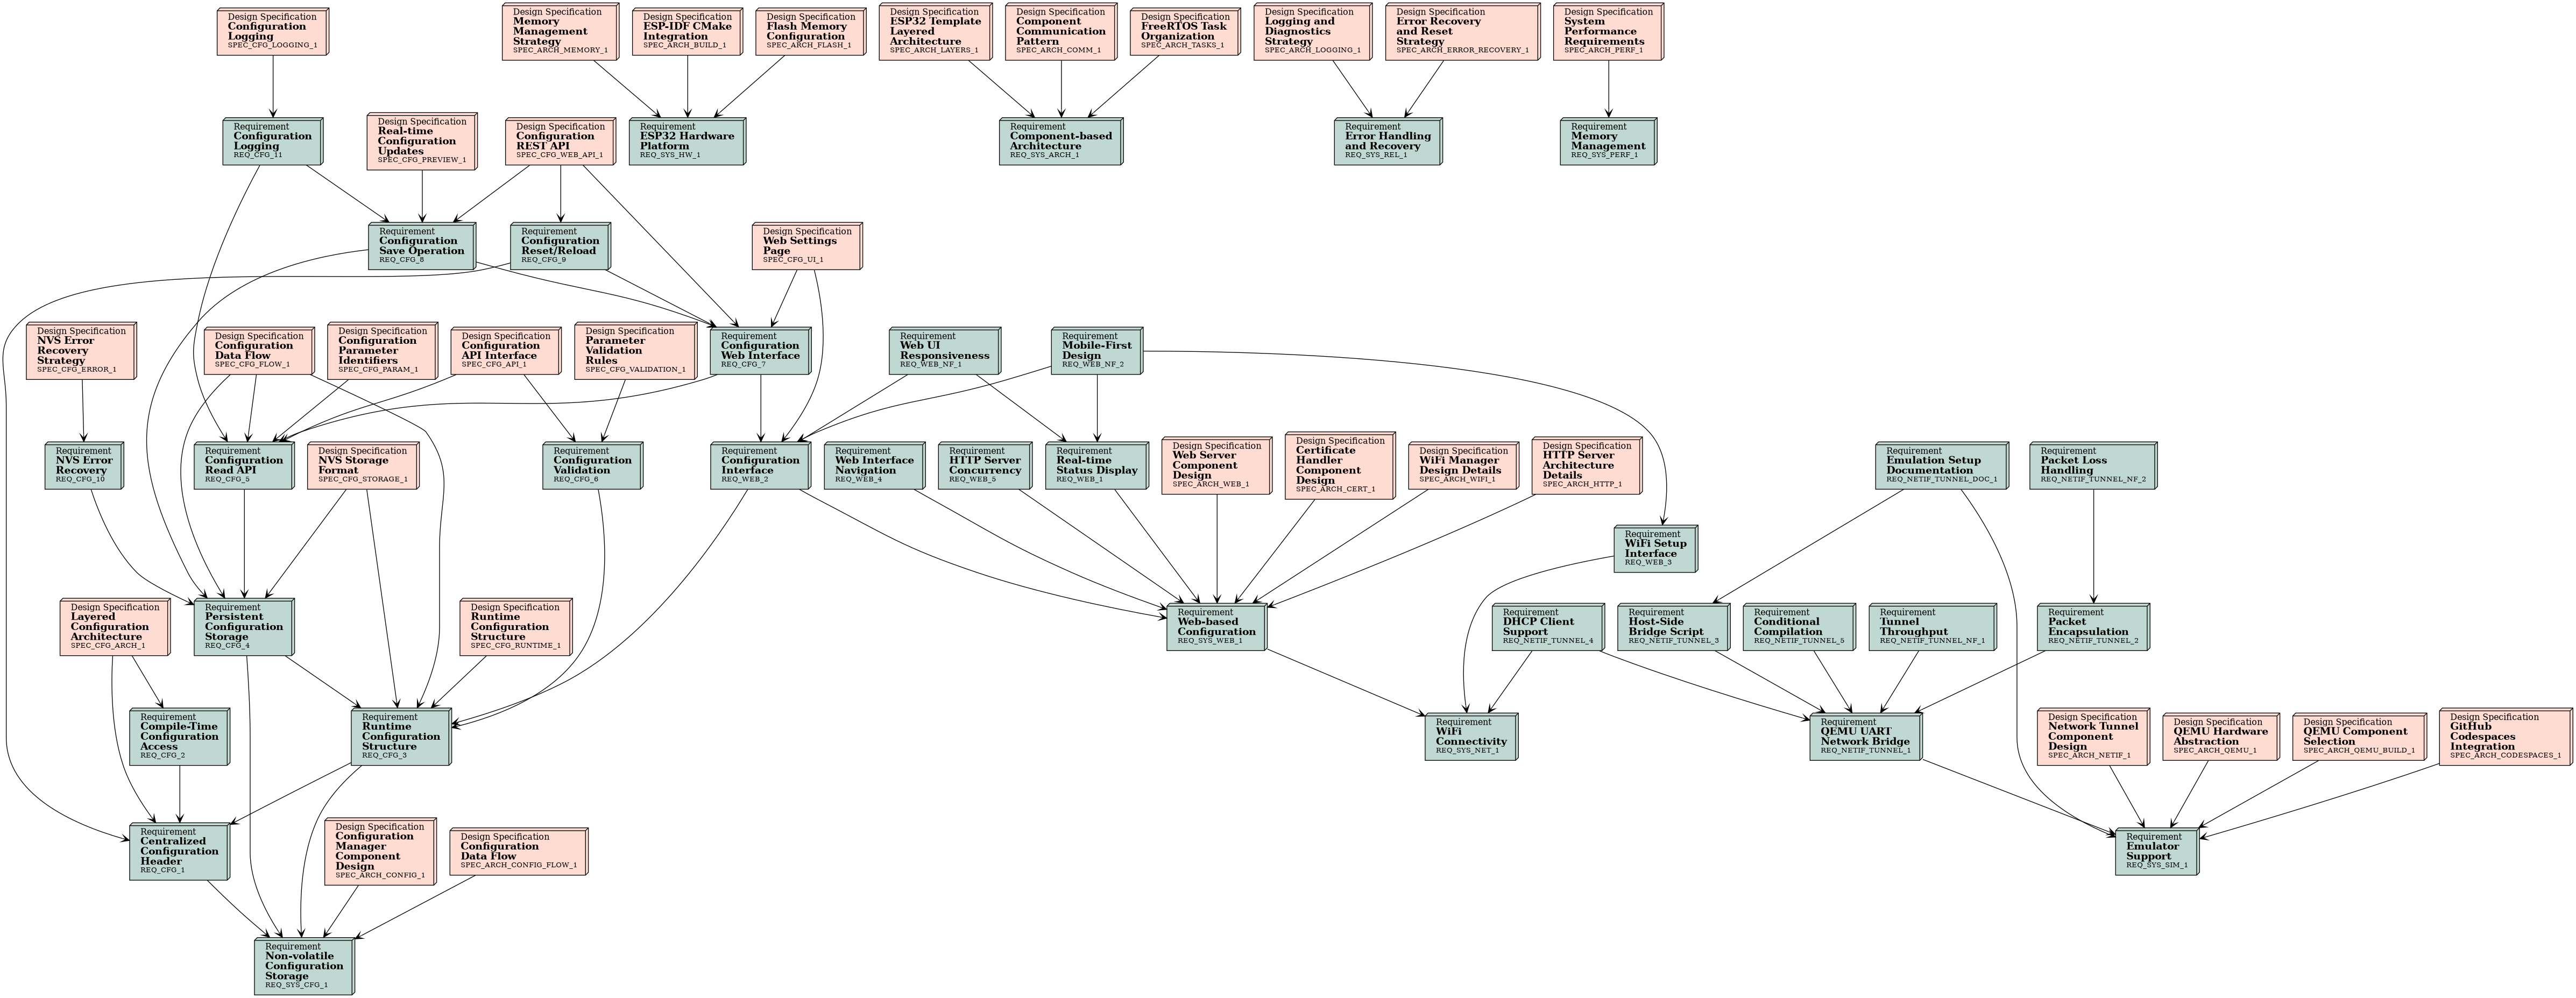 Design Specification
Configuration
Logging
SPEC_CFG_LOGGING_1
Design Specification
Memory
Management
Strategy
SPEC_ARCH_MEMORY_1
Design Specification
ESP-IDF CMake
Integration
SPEC_ARCH_BUILD_1
Design Specification
Flash Memory
Configuration
SPEC_ARCH_FLASH_1
Design Specification
ESP32 Template
Layered
Architecture
SPEC_ARCH_LAYERS_1
Design Specification
Component
Communication
Pattern
SPEC_ARCH_COMM_1
Design Specification
FreeRTOS Task
Organization
SPEC_ARCH_TASKS_1
Design Specification
Logging and
Diagnostics
Strategy
SPEC_ARCH_LOGGING_1
Design Specification
Error Recovery
and Reset
Strategy
SPEC_ARCH_ERROR_RECOVERY_1
Design Specification
System
Performance
Requirements
SPEC_ARCH_PERF_1
Requirement
Configuration
Logging
REQ_CFG_11
Design Specification
Real-time
Configuration
Updates
SPEC_CFG_PREVIEW_1
Design Specification
Configuration
REST API
SPEC_CFG_WEB_API_1
Requirement
ESP32 Hardware
Platform
REQ_SYS_HW_1
Requirement
Component-based
Architecture
REQ_SYS_ARCH_1
Requirement
Error Handling
and Recovery
REQ_SYS_REL_1
Requirement
Memory
Management
REQ_SYS_PERF_1
Requirement
Configuration
Save Operation
REQ_CFG_8
Requirement
Configuration
Reset/Reload
REQ_CFG_9
Design Specification
Web Settings
Page
SPEC_CFG_UI_1
Design Specification
NVS Error
Recovery
Strategy
SPEC_CFG_ERROR_1
Design Specification
Configuration
Data Flow
SPEC_CFG_FLOW_1
Design Specification
Configuration
Parameter
Identifiers
SPEC_CFG_PARAM_1
Design Specification
Configuration
API Interface
SPEC_CFG_API_1
Design Specification
Parameter
Validation
Rules
SPEC_CFG_VALIDATION_1
Requirement
Configuration
Web Interface
REQ_CFG_7
Requirement
Web UI
Responsiveness
REQ_WEB_NF_1
Requirement
Mobile-First
Design
REQ_WEB_NF_2
Requirement
NVS Error
Recovery
REQ_CFG_10
Requirement
Configuration
Read API
REQ_CFG_5
Design Specification
NVS Storage
Format
SPEC_CFG_STORAGE_1
Requirement
Configuration
Validation
REQ_CFG_6
Requirement
Configuration
Interface
REQ_WEB_2
Requirement
Web Interface
Navigation
REQ_WEB_4
Requirement
HTTP Server
Concurrency
REQ_WEB_5
Requirement
Real-time
Status Display
REQ_WEB_1
Design Specification
Web Server
Component
Design
SPEC_ARCH_WEB_1
Design Specification
Certificate
Handler
Component
Design
SPEC_ARCH_CERT_1
Design Specification
WiFi Manager
Design Details
SPEC_ARCH_WIFI_1
Design Specification
HTTP Server
Architecture
Details
SPEC_ARCH_HTTP_1
Requirement
Emulation Setup
Documentation
REQ_NETIF_TUNNEL_DOC_1
Requirement
Packet Loss
Handling
REQ_NETIF_TUNNEL_NF_2
Requirement
WiFi Setup
Interface
REQ_WEB_3
Design Specification
Layered
Configuration
Architecture
SPEC_CFG_ARCH_1
Requirement
Persistent
Configuration
Storage
REQ_CFG_4
Design Specification
Runtime
Configuration
Structure
SPEC_CFG_RUNTIME_1
Requirement
Web-based
Configuration
REQ_SYS_WEB_1
Requirement
DHCP Client
Support
REQ_NETIF_TUNNEL_4
Requirement
Host-Side
Bridge Script
REQ_NETIF_TUNNEL_3
Requirement
Conditional
Compilation
REQ_NETIF_TUNNEL_5
Requirement
Tunnel
Throughput
REQ_NETIF_TUNNEL_NF_1
Requirement
Packet
Encapsulation
REQ_NETIF_TUNNEL_2
Requirement
Compile-Time
Configuration
Access
REQ_CFG_2
Requirement
Runtime
Configuration
Structure
REQ_CFG_3
Requirement
WiFi
Connectivity
REQ_SYS_NET_1
Requirement
QEMU UART
Network Bridge
REQ_NETIF_TUNNEL_1
Design Specification
Network Tunnel
Component
Design
SPEC_ARCH_NETIF_1
Design Specification
QEMU Hardware
Abstraction
SPEC_ARCH_QEMU_1
Design Specification
QEMU Component
Selection
SPEC_ARCH_QEMU_BUILD_1
Design Specification
GitHub
Codespaces
Integration
SPEC_ARCH_CODESPACES_1
Requirement
Centralized
Configuration
Header
REQ_CFG_1
Design Specification
Configuration
Manager
Component
Design
SPEC_ARCH_CONFIG_1
Design Specification
Configuration
Data Flow
SPEC_ARCH_CONFIG_FLOW_1
Requirement
Emulator
Support
REQ_SYS_SIM_1
Requirement
Non-volatile
Configuration
Storage
REQ_SYS_CFG_1